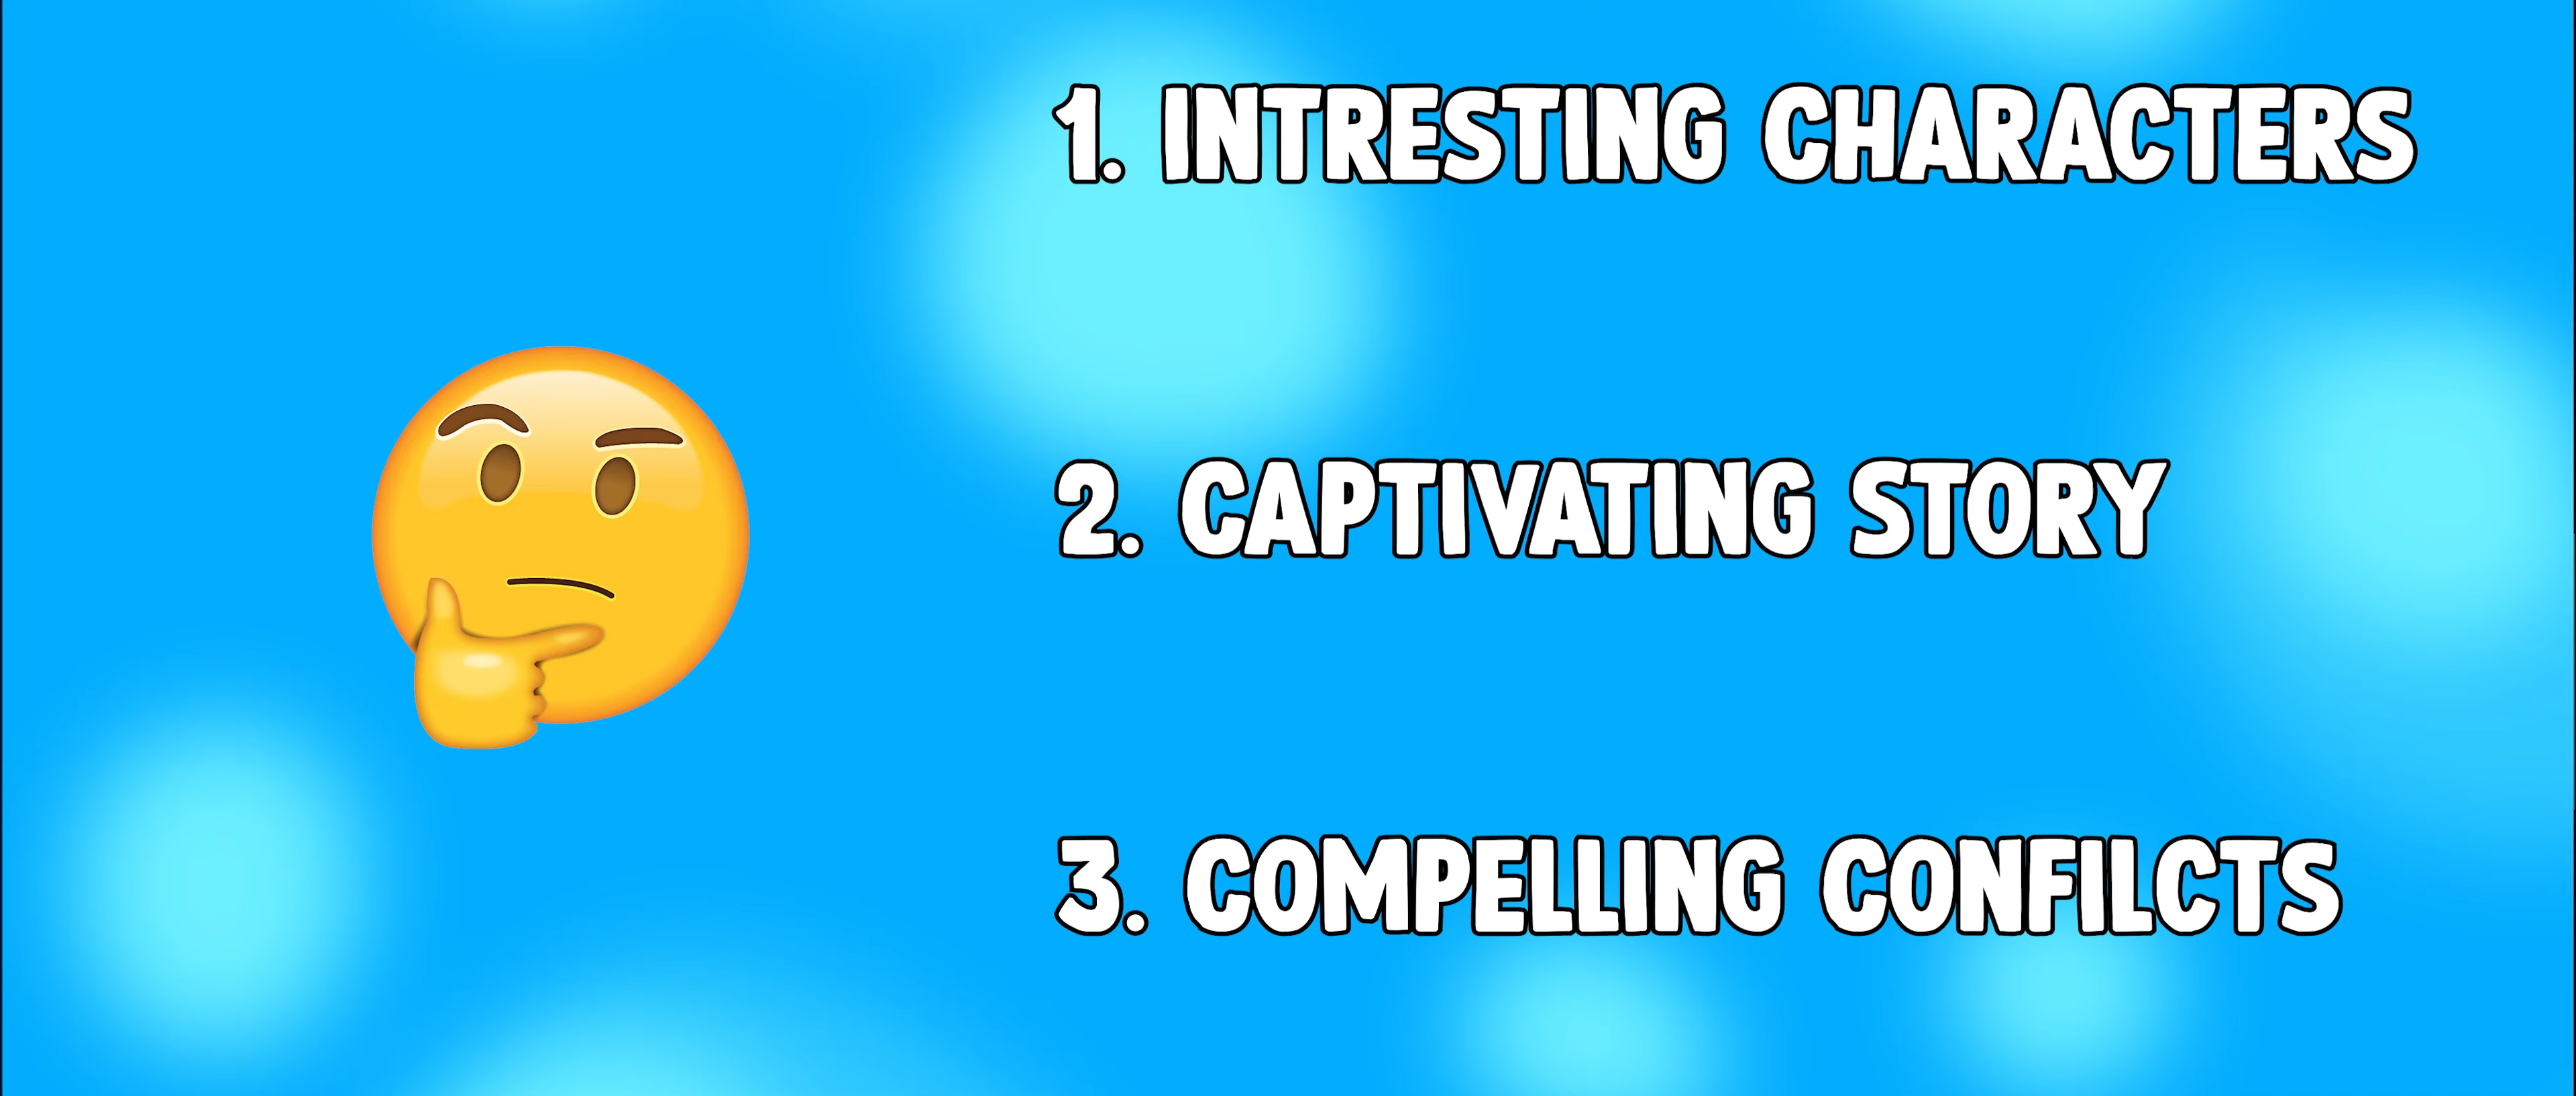 1. INTRESTING CHARACTERS
2. CAPTIVATING STORY
3. COMPELLING CONFILCTS